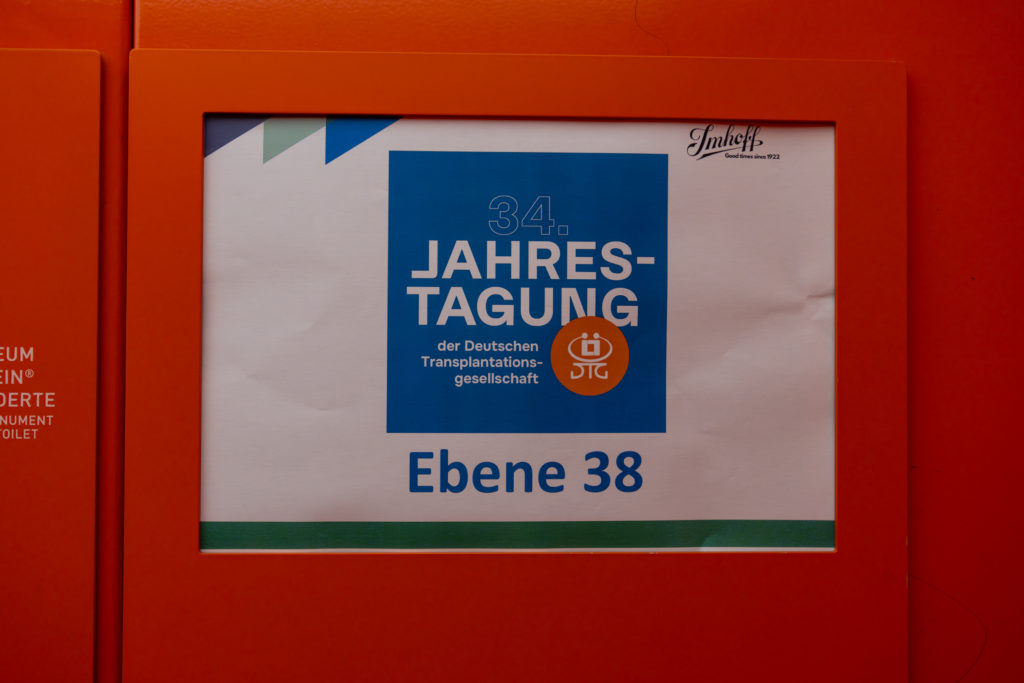 Imhoff
Good times since 1922
34.
JAHRES-
TAGUNG
der Deutschen
Transplantations-
gesellschaft
DTG
Ebene 38
EUM
EIN®
DERTE
NUMENT
TOILET